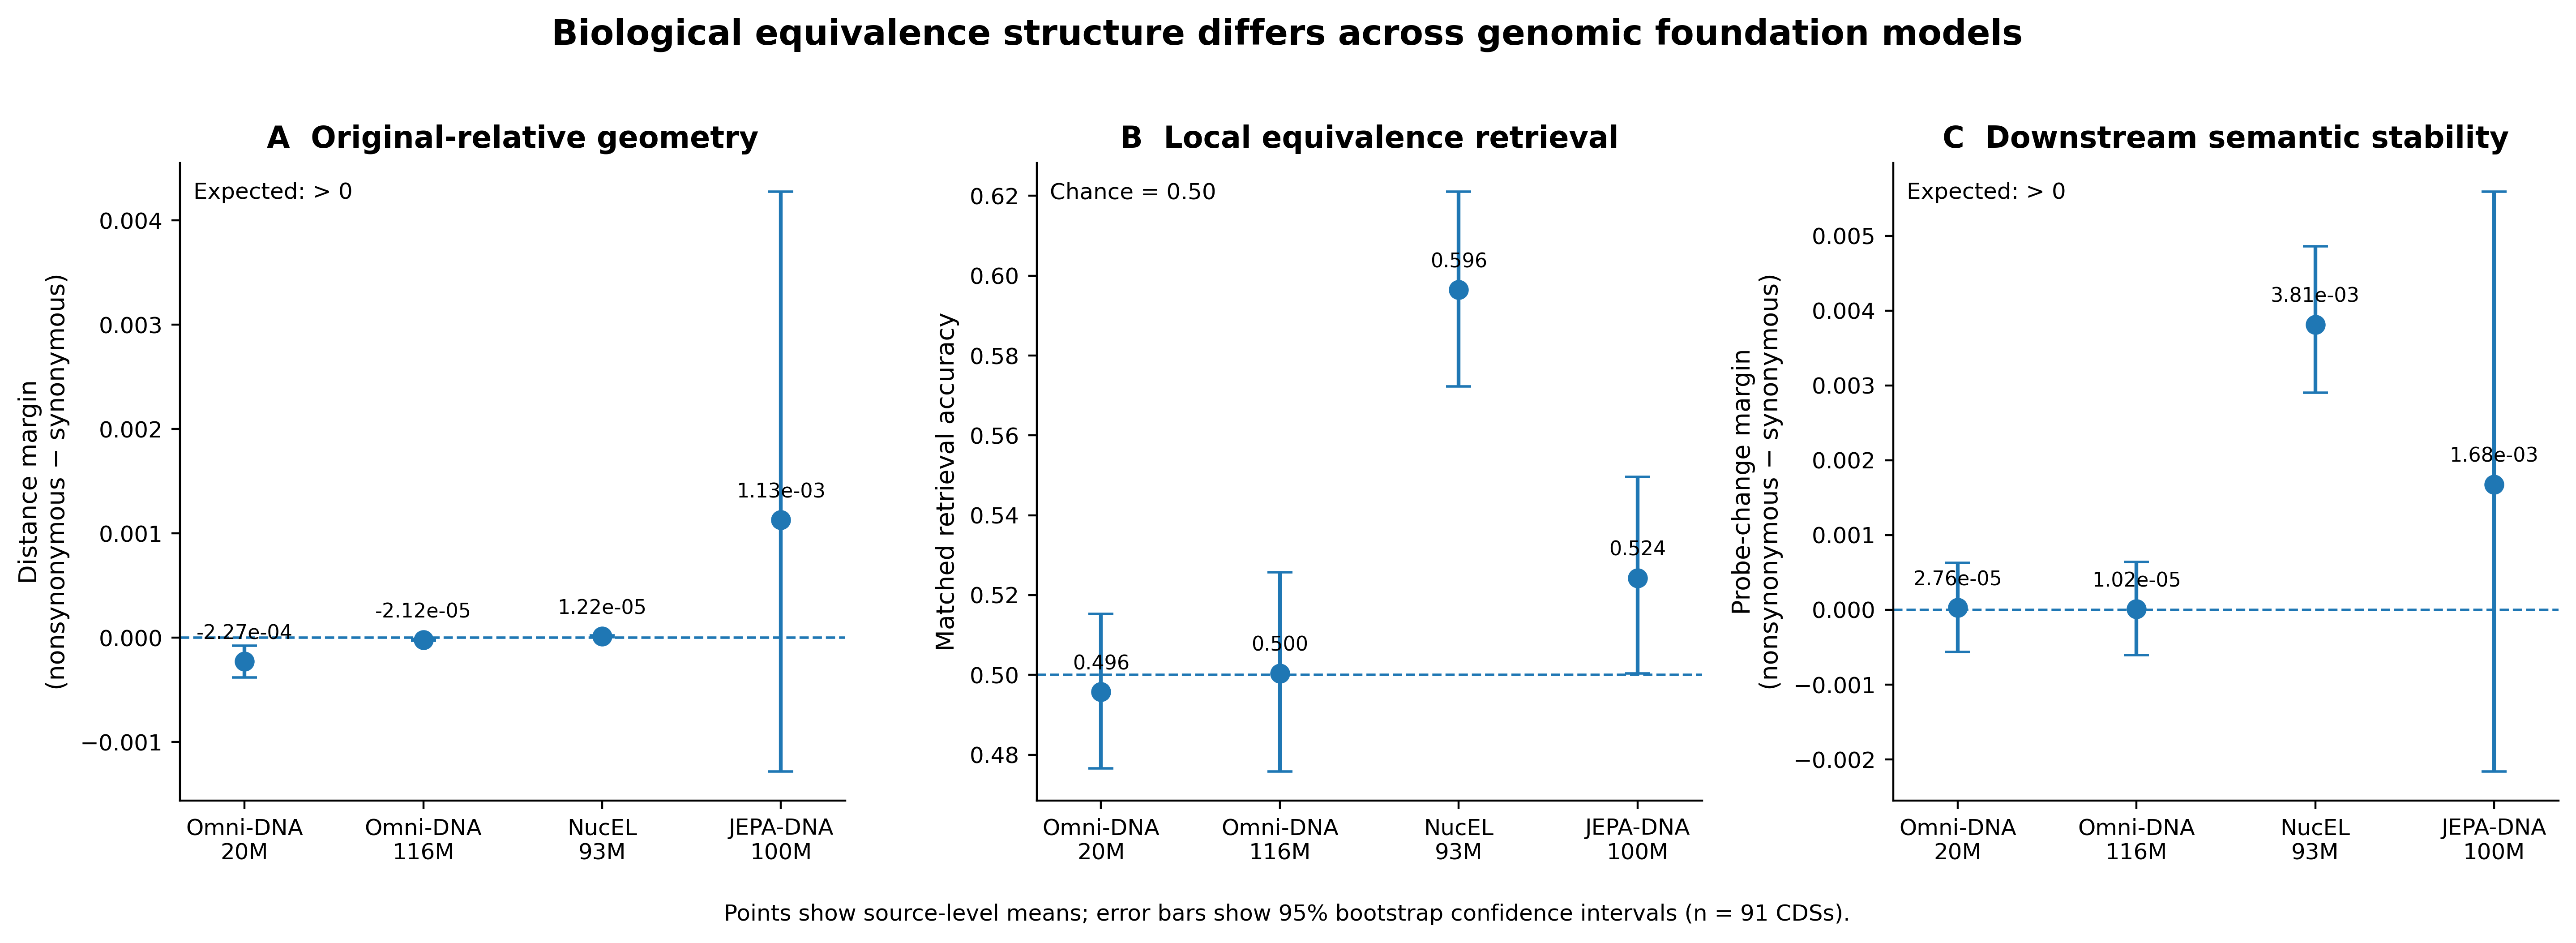 Biological equivalence structure differs across genomic foundation models
A  Original-relative geometry
Expected: > 0
Distance margin
(nonsynonymous − synonymous)
0.004
0.003
0.002
0.001
0.000
−0.001
-2.27e-04
-2.12e-05
1.22e-05
1.13e-03
Omni-DNA
20M
Omni-DNA
116M
NucEL
93M
JEPA-DNA
100M
B  Local equivalence retrieval
Chance = 0.50
Matched retrieval accuracy
0.62
0.60
0.58
0.56
0.54
0.52
0.50
0.48
0.496
0.500
0.596
0.524
Omni-DNA
20M
Omni-DNA
116M
NucEL
93M
JEPA-DNA
100M
C  Downstream semantic stability
Expected: > 0
Probe-change margin
(nonsynonymous − synonymous)
0.005
0.004
0.003
0.002
0.001
0.000
−0.001
−0.002
2.76e-05
1.02e-05
3.81e-03
1.68e-03
Omni-DNA
20M
Omni-DNA
116M
NucEL
93M
JEPA-DNA
100M
Points show source-level means; error bars show 95% bootstrap confidence intervals (n = 91 CDSs).